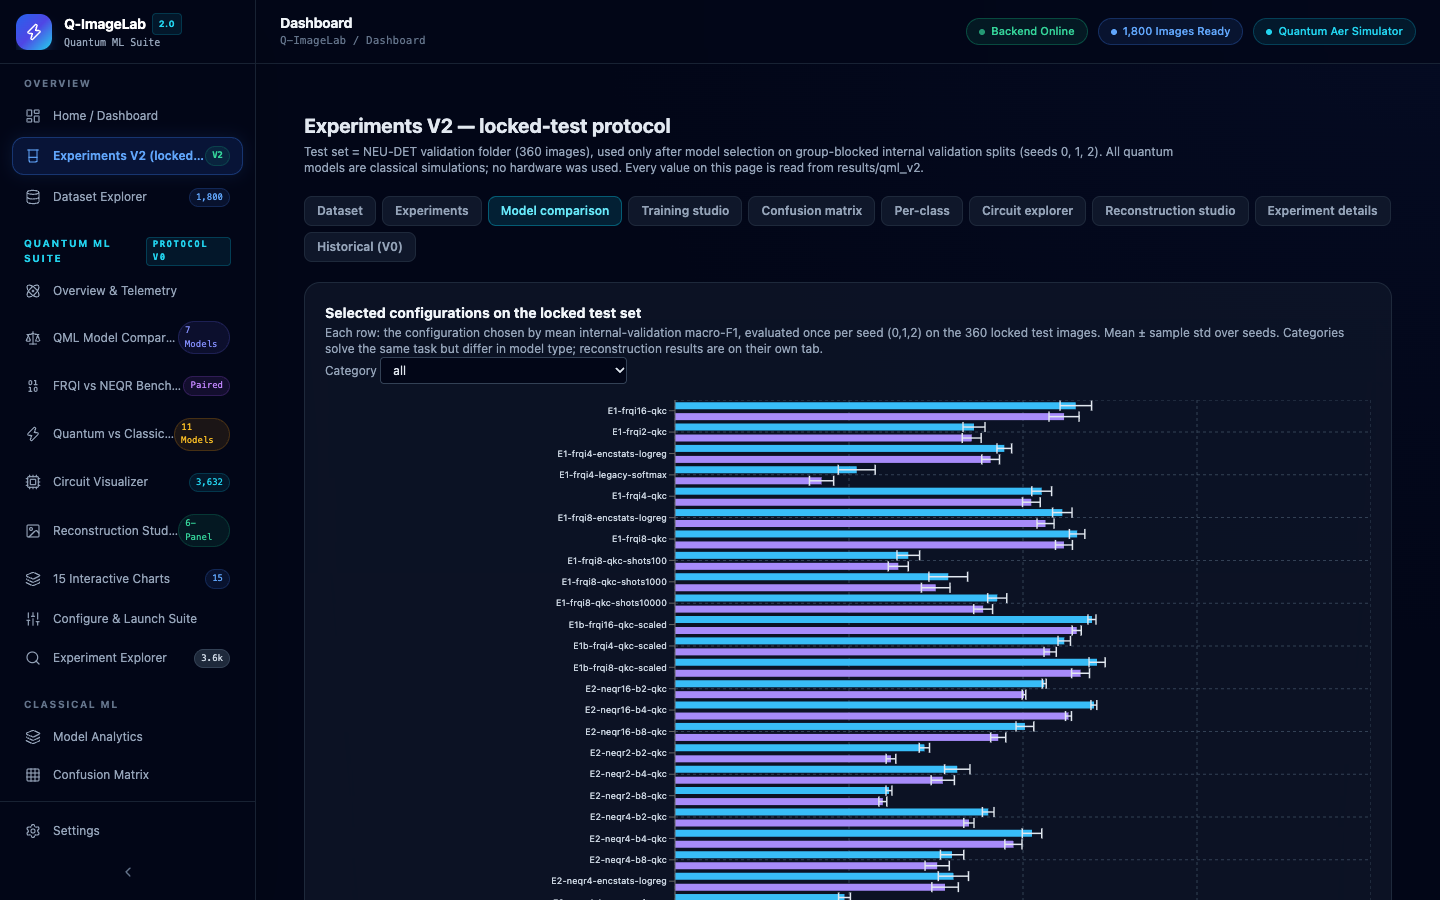 Q-ImageLab 2.0
Quantum ML Suite
OVERVIEW
Home / Dashboard
Experiments V2 (locked... V2
Dataset Explorer 1,800
QUANTUM ML SUITE PROTOCOL V0
Overview & Telemetry
QML Model Compar... 7 Models
FRQI vs NEQR Bench... Paired
Quantum vs Classic... 11 Models
Circuit Visualizer 3,632
Reconstruction Stud... 6-Panel
15 Interactive Charts 15
Configure & Launch Suite
Experiment Explorer 3.6k
CLASSICAL ML
Model Analytics
Confusion Matrix
Settings
Dashboard
Q-ImageLab / Dashboard
Backend Online
1,800 Images Ready
Quantum Aer Simulator
Experiments V2 — locked-test protocol
Test set = NEU-DET validation folder (360 images), used only after model selection on group-blocked internal validation splits (seeds 0, 1, 2). All quantum
models are classical simulations; no hardware was used. Every value on this page is read from results/qml_v2.
Dataset
Experiments
Model comparison
Training studio
Confusion matrix
Per-class
Circuit explorer
Reconstruction studio
Experiment details
Historical (V0)
Selected configurations on the locked test set
Each row: the configuration chosen by mean internal-validation macro-F1, evaluated once per seed (0,1,2) on the 360 locked test images. Mean ± sample std over seeds. Categories
solve the same task but differ in model type; reconstruction results are on their own tab.
Category all
E1-frqi16-qkc
E1-frqi2-qkc
E1-frqi4-encstats-logreg
E1-frqi4-legacy-softmax
E1-frqi4-qkc
E1-frqi8-encstats-logreg
E1-frqi8-qkc
E1-frqi8-qkc-shots100
E1-frqi8-qkc-shots1000
E1-frqi8-qkc-shots10000
E1b-frqi16-qkc-scaled
E1b-frqi4-qkc-scaled
E1b-frqi8-qkc-scaled
E2-neqr16-b2-qkc
E2-neqr16-b4-qkc
E2-neqr16-b8-qkc
E2-neqr2-b2-qkc
E2-neqr2-b4-qkc
E2-neqr2-b8-qkc
E2-neqr4-b2-qkc
E2-neqr4-b4-qkc
E2-neqr4-b8-qkc
E2-neqr4-encstats-logreg